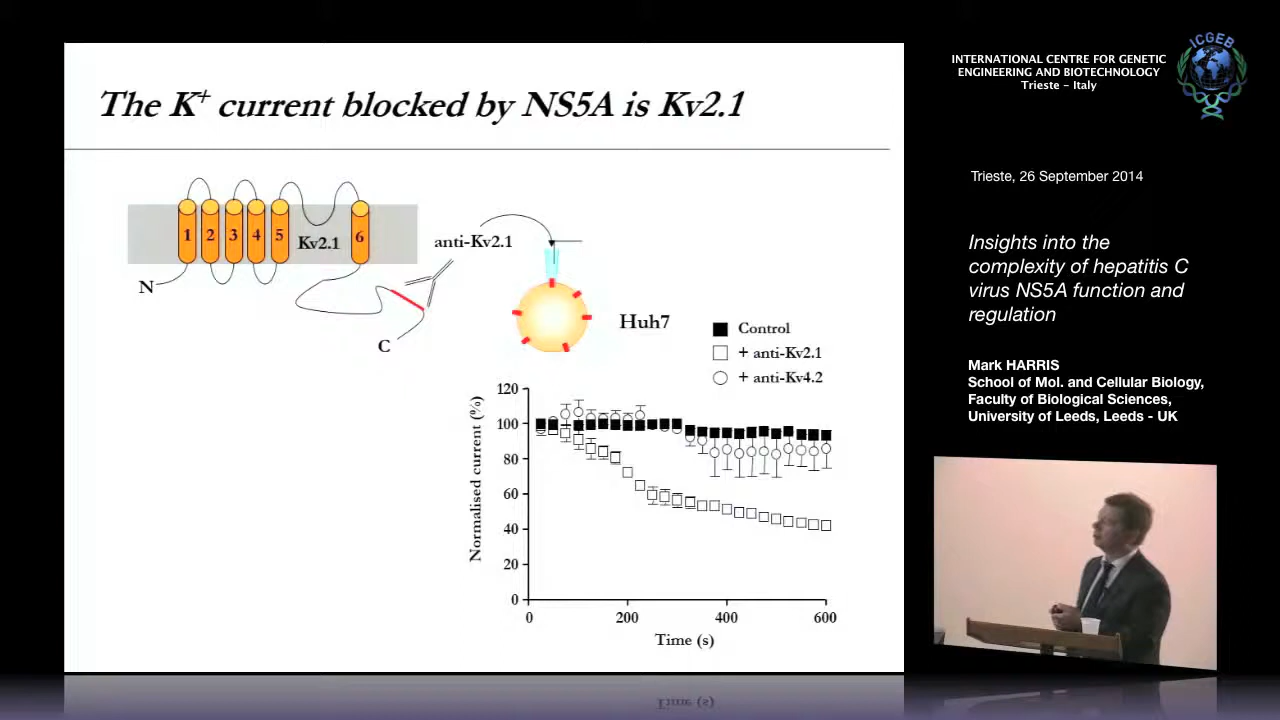 The K+ current blocked by NS5A is Kv2.1
1 2 3 4 5 Kv2.1 6
N
C
anti-Kv2.1
Huh7
Control
+ anti-Kv2.1
+ anti-Kv4.2
Normalised current (%)
120
100
80
60
40
20
0
0 200 400 600
Time (s)
INTERNATIONAL CENTRE FOR GENETIC
ENGINEERING AND BIOTECHNOLOGY
Trieste - Italy
ICGEB
Trieste, 26 September 2014
Insights into the
complexity of hepatitis C
virus NS5A function and
regulation
Mark HARRIS
School of Mol. and Cellular Biology,
Faculty of Biological Sciences,
University of Leeds, Leeds - UK